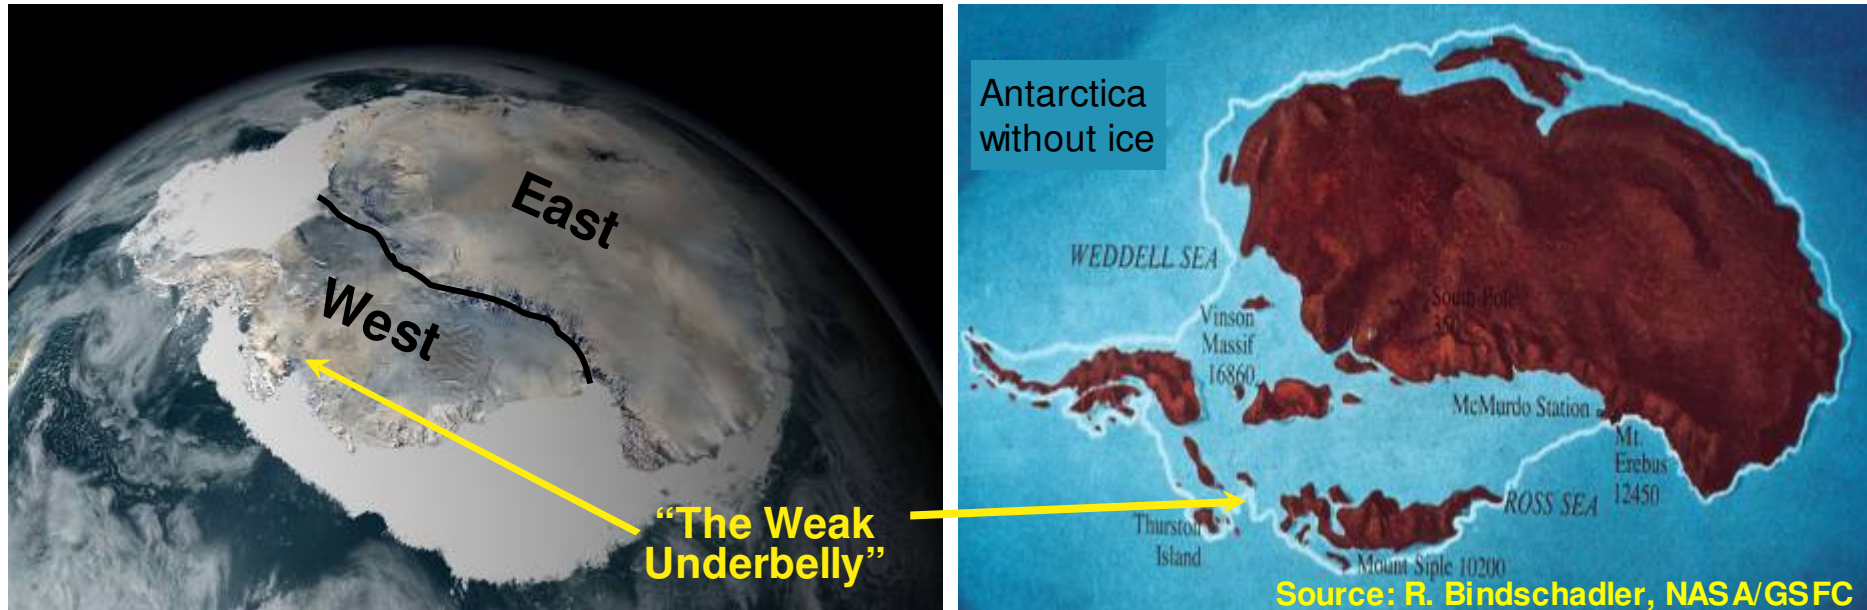 East
West
“The Weak
Underbelly”
Antarctica
without ice
WEDDELL SEA
Vinson
Massif
16860
South Pole
McMurdo Station
Mt.
Erebus
12450
ROSS SEA
Thurston
Island
Mount Siple 10200
Source: R. Bindschadler, NASA/GSFC